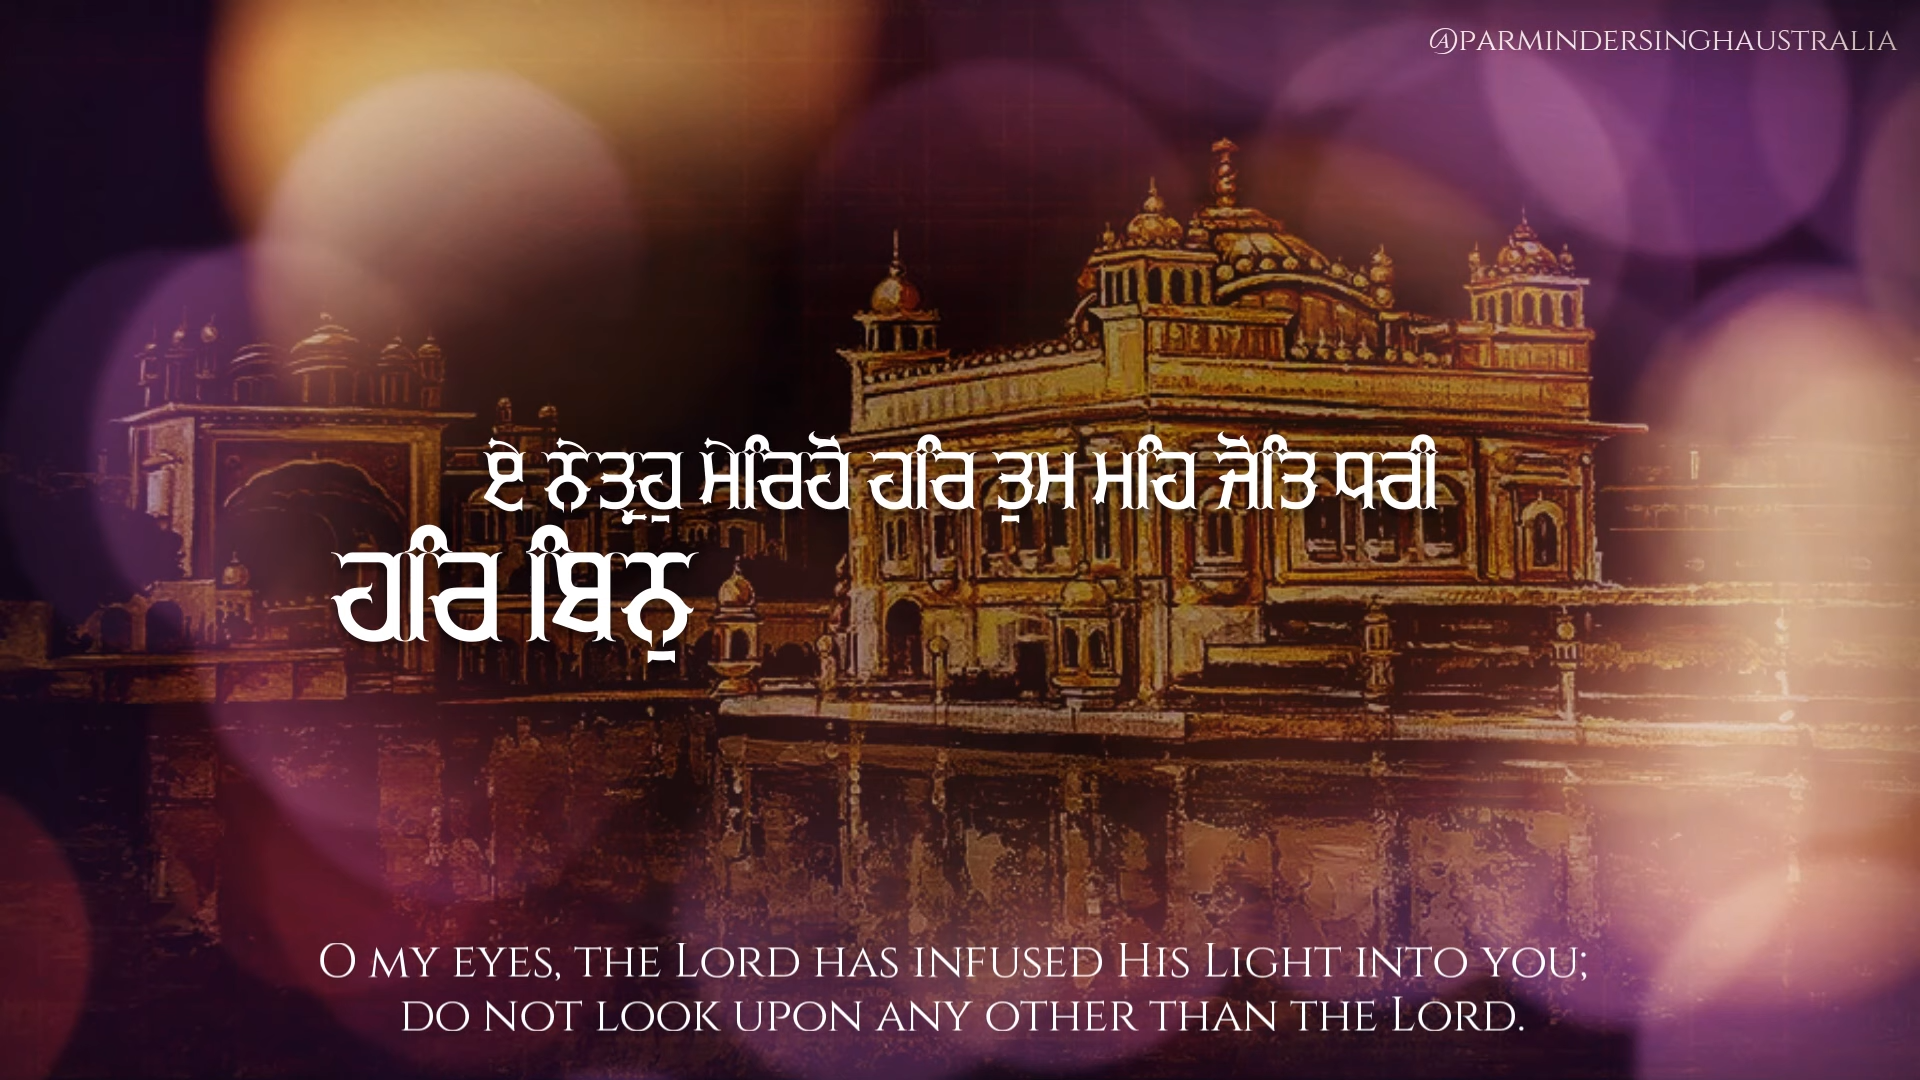 @PARMINDERSINGHAUSTRALIA
ਏ ਨੇਤ੍ਰਹੁ ਮੇਰਿਹੋ ਹਰਿ ਤੁਮ ਮਹਿ ਜੋਤਿ ਧਰੀ
ਹਰਿ ਬਿਨੁ
O MY EYES, THE LORD HAS INFUSED HIS LIGHT INTO YOU;
DO NOT LOOK UPON ANY OTHER THAN THE LORD.